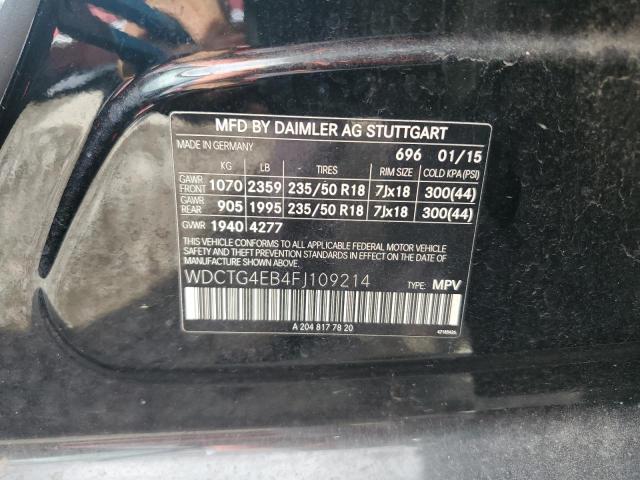 MFD BY DAIMLER AG STUTTGART
MADE IN GERMANY 696 01/15
KG LB TIRES RIM SIZE COLD KPA(PSI)
GAWR FRONT 1070 2359 235/50 R18 7Jx18 300(44)
GAWR REAR 905 1995 235/50 R18 7Jx18 300(44)
GVWR 1940 4277
THIS VEHICLE CONFORMS TO ALL APPLICABLE FEDERAL MOTOR VEHICLE
SAFETY AND THEFT PREVENTION STANDARDS IN EFFECT ON THE DATE
OF MANUFACTURE SHOWN ABOVE.
WDCTG4EB4FJ109214 TYPE: MPV
A 204 817 78 20